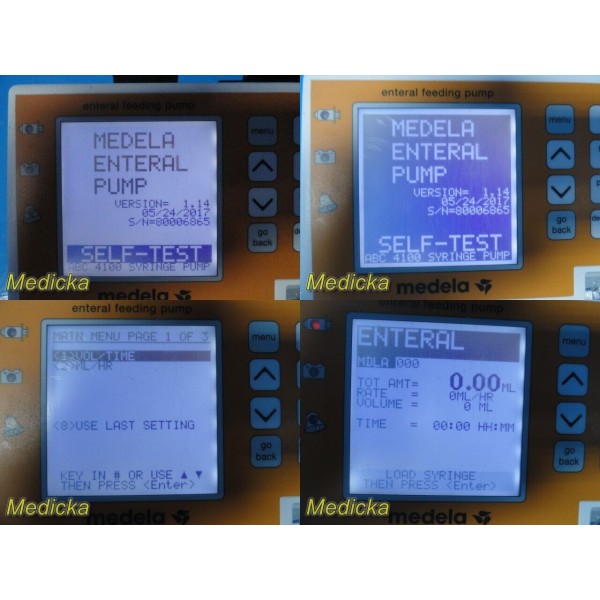 enteral feeding pump
MEDELA
ENTERAL
PUMP
VERSION= 1.14
05/24/2017
S/N=80006865
SELF-TEST
ABC 4100 SYRINGE PUMP
menu
go
back
medela
Medicka
enteral feeding pump
MEDELA
ENTERAL
PUMP
VERSION= 1.14
05/24/2017
S/N=80006865
SELF-TEST
ABC 4100 SYRINGE PUMP
menu
go
back
medela
Medicka
enteral feeding pump
MAIN MENU PAGE 1 OF 3
<1>VOL/TIME
<2>ML/HR
<8>USE LAST SETTING
KEY IN # OR USE ▲ ▼
THEN PRESS <Enter>
menu
go
back
medela
Medicka
ENTERAL
MDLA 000
TOT AMT= 0.00ML
RATE = 0ML/HR
VOLUME = 0 ML
TIME = 00:00 HH:MM
LOAD SYRINGE
THEN PRESS <Enter>
menu
go
back
medela
Medicka